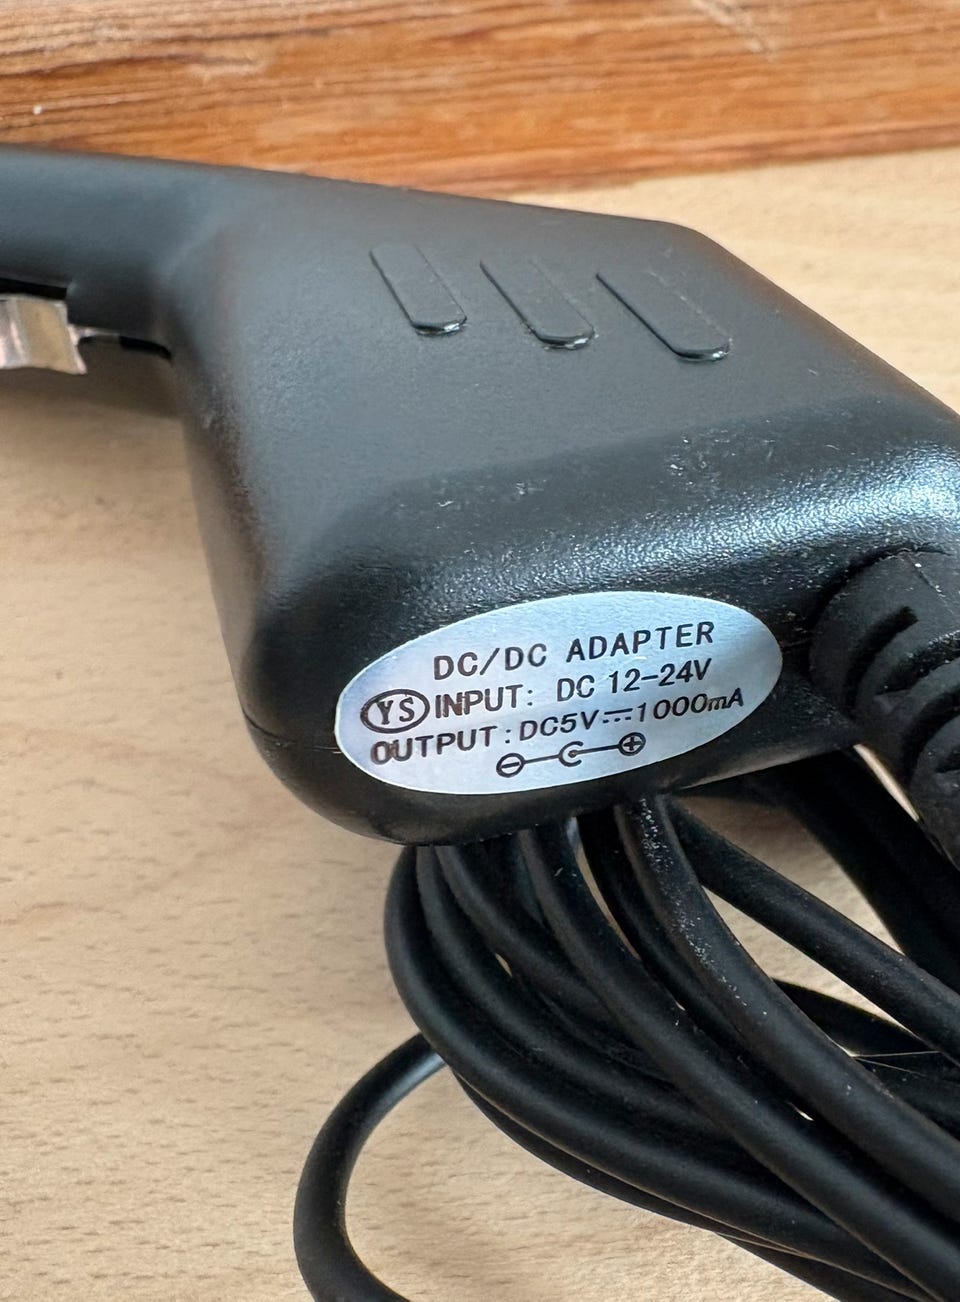 DC/DC ADAPTER
YS INPUT: DC 12-24V
OUTPUT:DC5V⎓1000mA